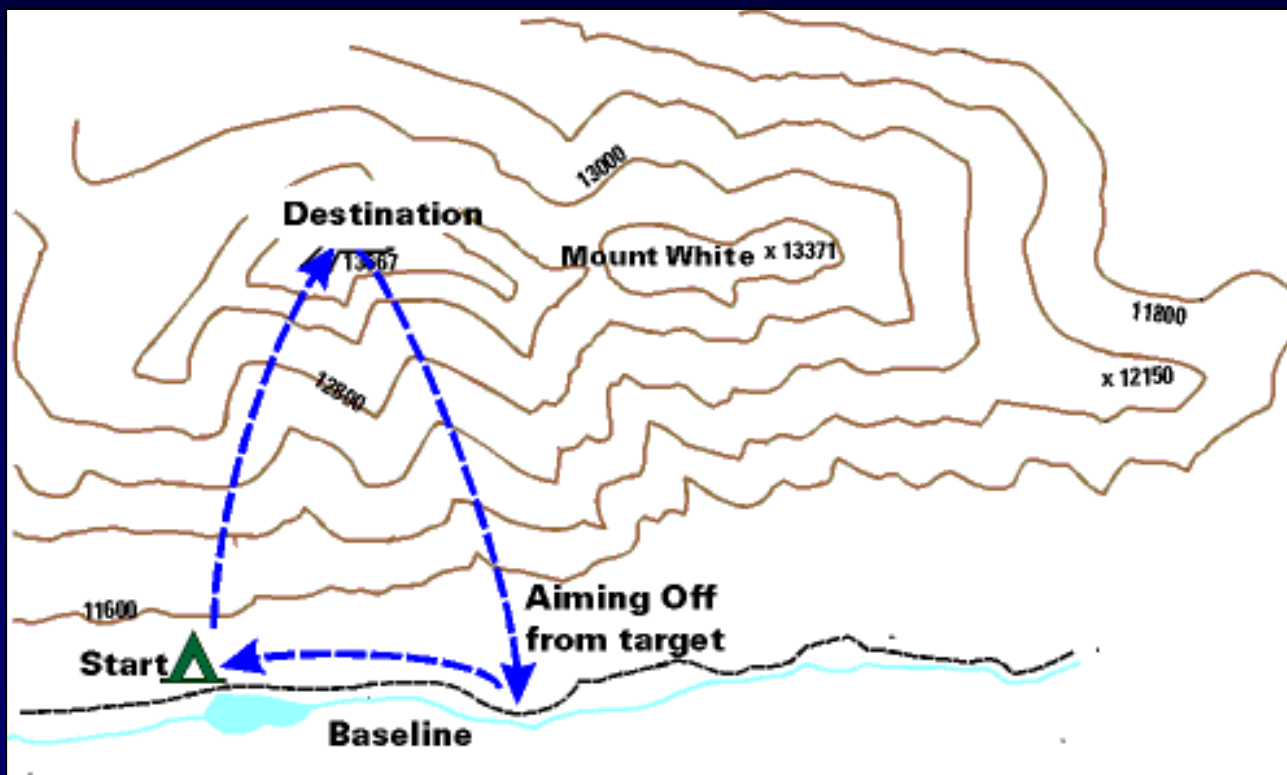 13000
Destination
Mount White x 13371
11800
x 12150
12800
Aiming Off
from target
11600
Start
Baseline